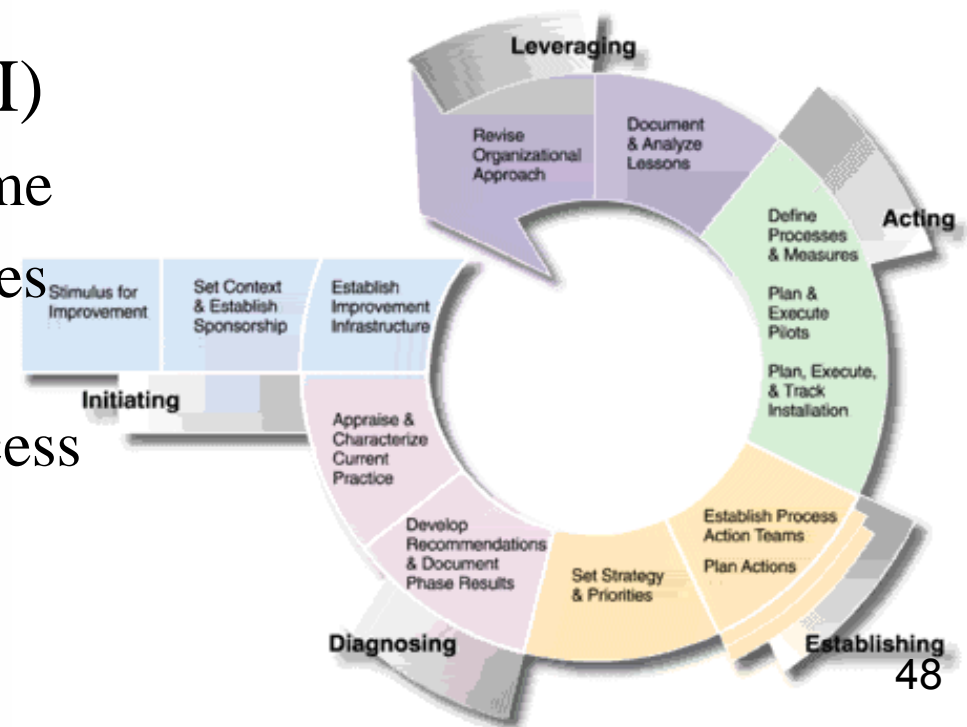 I)
me
es
cess
Leveraging
Revise
Organizational
Approach
Document
& Analyze
Lessons
Acting
Define
Processes
& Measures
Plan &
Execute
Pilots
Plan, Execute,
& Track
Installation
Stimulus for
Improvement
Set Context
& Establish
Sponsorship
Establish
Improvement
Infrastructure
Initiating
Appraise &
Characterize
Current
Practice
Develop
Recommendations
& Document
Phase Results
Diagnosing
Set Strategy
& Priorities
Establish Process
Action Teams
Plan Actions
Establishing
48